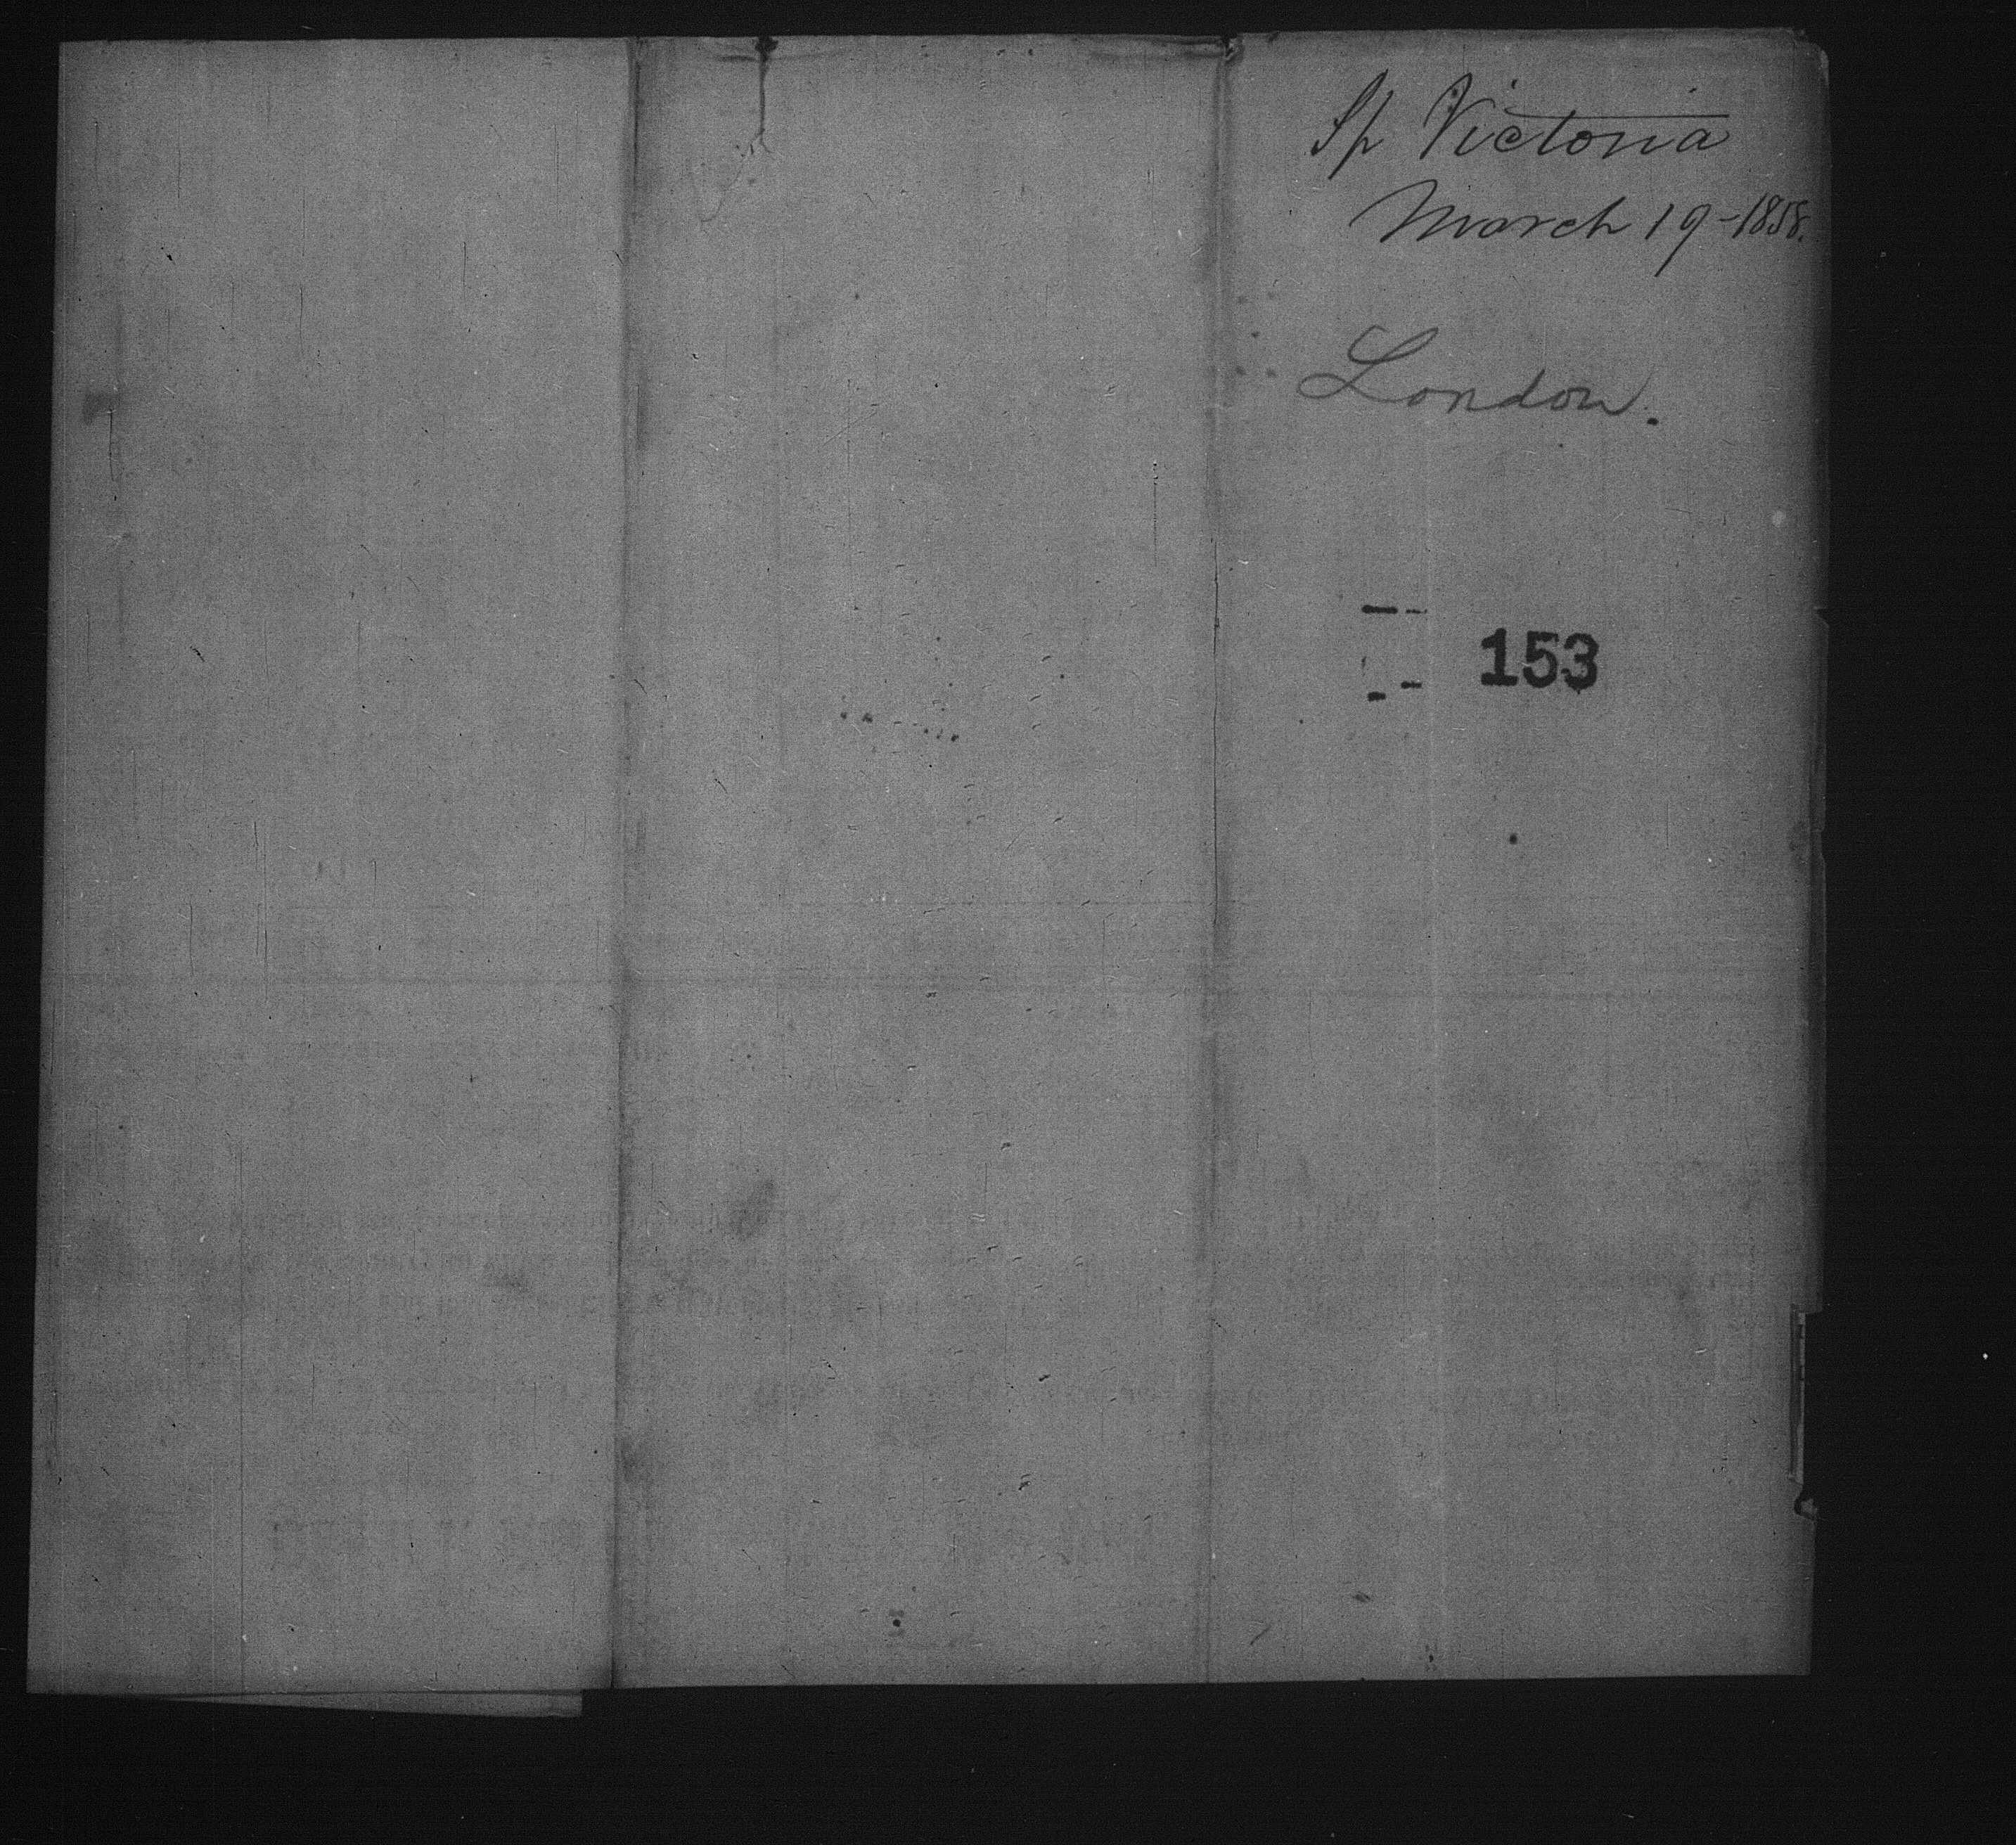 Sp Victoria
March 19-1858.
London.
153